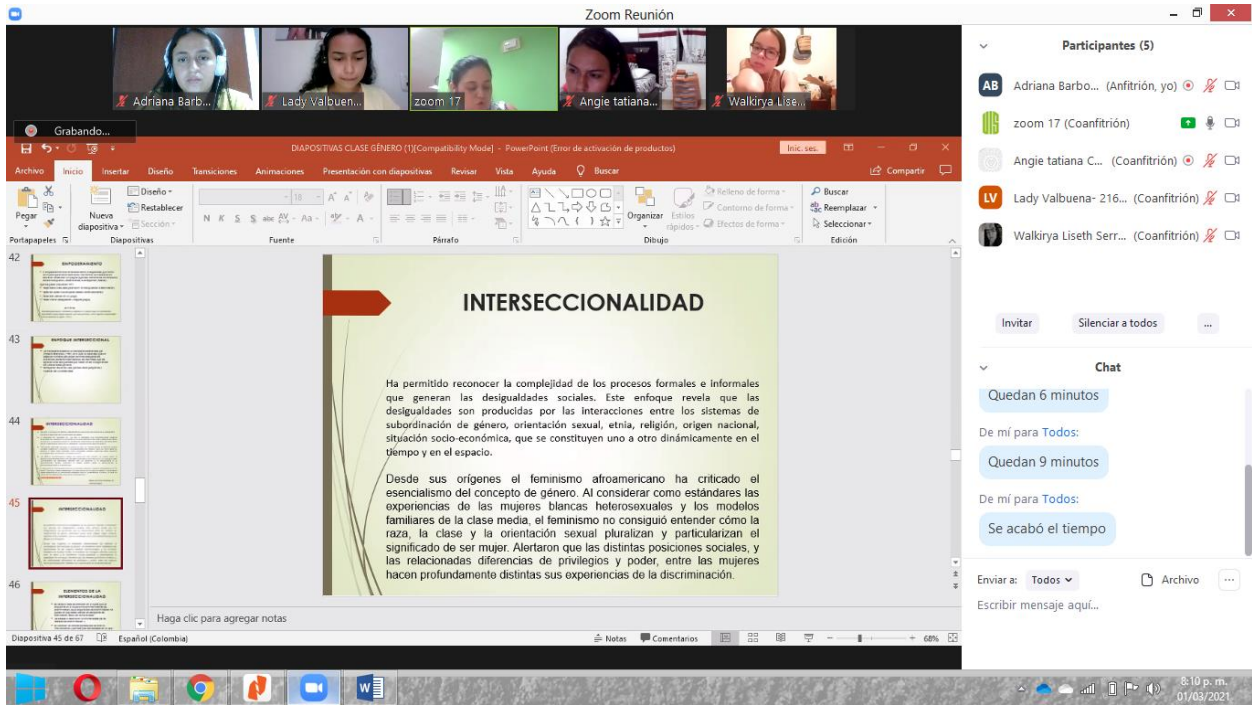 Zoom Reunión
Adriana Barb...
Lady Valbuen...
zoom 17
Angie tatiana...
Walkirya Lise...
Grabando...
DIAPOSITIVAS CLASE GÉNERO (1)[Compatibility Mode] - PowerPoint (Error de activación de productos)
Inic. ses.
Archivo Inicio Insertar Diseño Transiciones Animaciones Presentación con diapositivas Revisar Vista Ayuda Buscar Compartir
Pegar
Nueva diapositiva
Diseño
Restablecer
Sección
18
N K S S abc AV Aa A
Organizar
Estilos rápidos
Relleno de forma
Contorno de forma
Efectos de forma
Buscar
Reemplazar
Seleccionar
Portapapeles Diapositivas Fuente Párrafo Dibujo Edición
42
43
44
45
46
INTERSECCIONALIDAD
Ha permitido reconocer la complejidad de los procesos formales e informales
que generan las desigualdades sociales. Este enfoque revela que las
desigualdades son producidas por las interacciones entre los sistemas de
subordinación de género, orientación sexual, etnia, religión, origen nacional,
situación socio-económica, que se constituyen uno a otro dinámicamente en el
tiempo y en el espacio.
Desde sus orígenes el feminismo afroamericano ha criticado el
esencialismo del concepto de género. Al considerar como estándares las
experiencias de las mujeres blancas heterosexuales y los modelos
familiares de la clase media, el feminismo no consiguió entender cómo la
raza, la clase y la orientación sexual pluralizan y particularizan el
significado de ser mujer. Alertaron que las distintas posiciones sociales, y
las relacionadas diferencias de privilegios y poder, entre las mujeres
hacen profundamente distintas sus experiencias de la discriminación.
Haga clic para agregar notas
Diapositiva 45 de 67 Español (Colombia) Notas Comentarios 68%
Participantes (5)
AB Adriana Barbo... (Anfitrión, yo)
zoom 17 (Coanfitrión)
Angie tatiana C... (Coanfitrión)
LV Lady Valbuena- 216... (Coanfitrión)
Walkirya Liseth Serr... (Coanfitrión)
Invitar Silenciar a todos ...
Chat
Quedan 6 minutos
De mí para Todos:
Quedan 9 minutos
De mí para Todos:
Se acabó el tiempo
Enviar a: Todos Archivo ...
Escribir mensaje aquí...
8:10 p. m.
01/03/2021